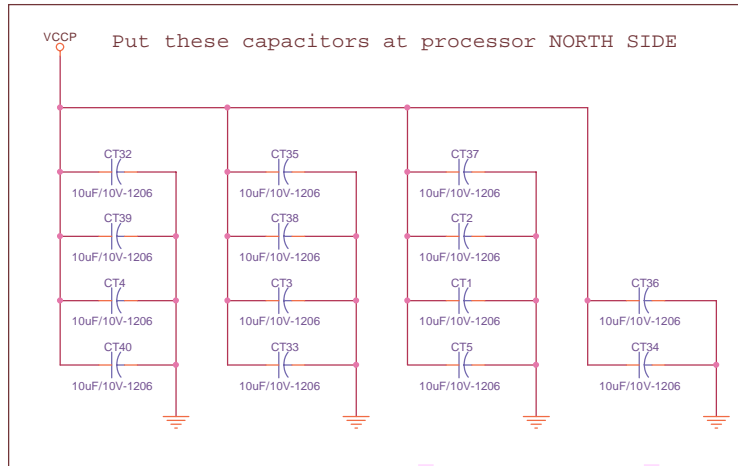 VCCP
Put these capacitors at processor NORTH SIDE
CT32
10uF/10V-1206
CT39
10uF/10V-1206
CT4
10uF/10V-1206
CT40
10uF/10V-1206
CT35
10uF/10V-1206
CT38
10uF/10V-1206
CT3
10uF/10V-1206
CT33
10uF/10V-1206
CT37
10uF/10V-1206
CT2
10uF/10V-1206
CT1
10uF/10V-1206
CT5
10uF/10V-1206
CT36
10uF/10V-1206
CT34
10uF/10V-1206